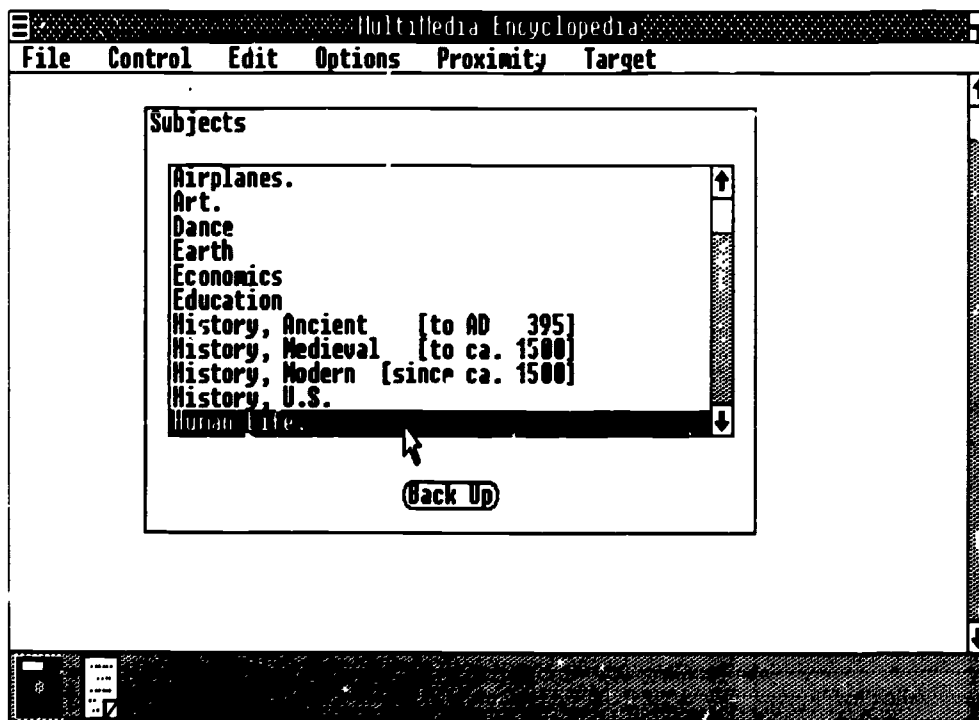 MultiMedia Encyclopedia
File Control Edit Options Proximity Target
Subjects
Airplanes.
Art.
Dance
Earth
Economics
Education
History, Ancient [to AD 395]
History, Medieval [to ca. 1500]
History, Modern [since ca. 1500]
History, U.S.
Human Life.
Back Up